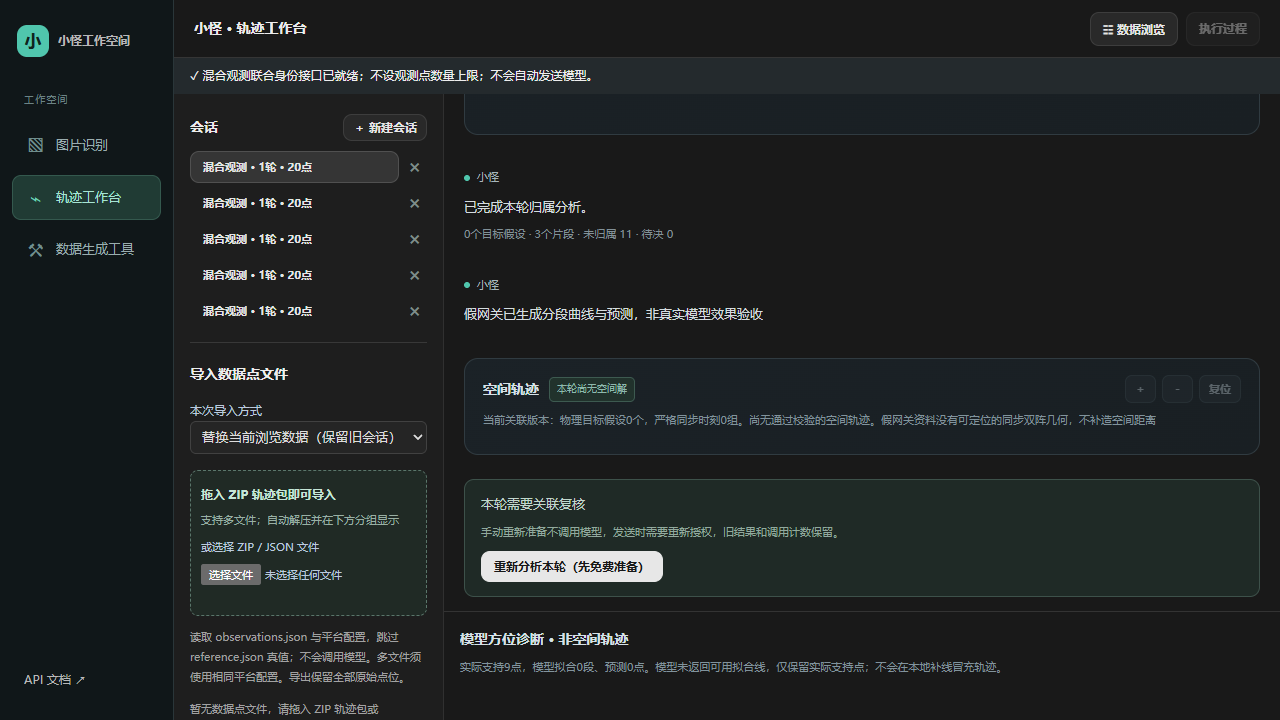 小
小怪工作空间
工作空间
图片识别
轨迹工作台
数据生成工具
API 文档 ↗
小怪 • 轨迹工作台
☵ 数据浏览
执行过程
✓ 混合观测联合身份接口已就绪；不设观测点数量上限；不会自动发送模型。
会话
+ 新建会话
混合观测 • 1轮 • 20点 ✕
混合观测 • 1轮 • 20点 ✕
混合观测 • 1轮 • 20点 ✕
混合观测 • 1轮 • 20点 ✕
混合观测 • 1轮 • 20点 ✕
导入数据点文件
本次导入方式
替换当前浏览数据（保留旧会话）
拖入 ZIP 轨迹包即可导入
支持多文件；自动解压并在下方分组显示
或选择 ZIP / JSON 文件
选择文件 未选择任何文件
读取 observations.json 与平台配置，跳过
reference.json 真值；不会调用模型。多文件须
使用相同平台配置。导出保留全部原始点位。
暂无数据点文件，请拖入 ZIP 轨迹包或
小怪
已完成本轮归属分析。
0个目标假设 · 3个片段 · 未归属 11 · 待决 0
小怪
假网关已生成分段曲线与预测，非真实模型效果验收
空间轨迹 本轮尚无空间解
+ - 复位
当前关联版本：物理目标假设0个，严格同步时刻0组。尚无通过校验的空间轨迹。假网关资料没有可定位的同步双阵几何，不补造空间距离
本轮需要关联复核
手动重新准备不调用模型，发送时需要重新授权，旧结果和调用计数保留。
重新分析本轮（先免费准备）
模型方位诊断 • 非空间轨迹
实际支持9点，模型拟合0段、预测0点。模型未返回可用拟合线，仅保留实际支持点；不会在本地补线冒充轨迹。